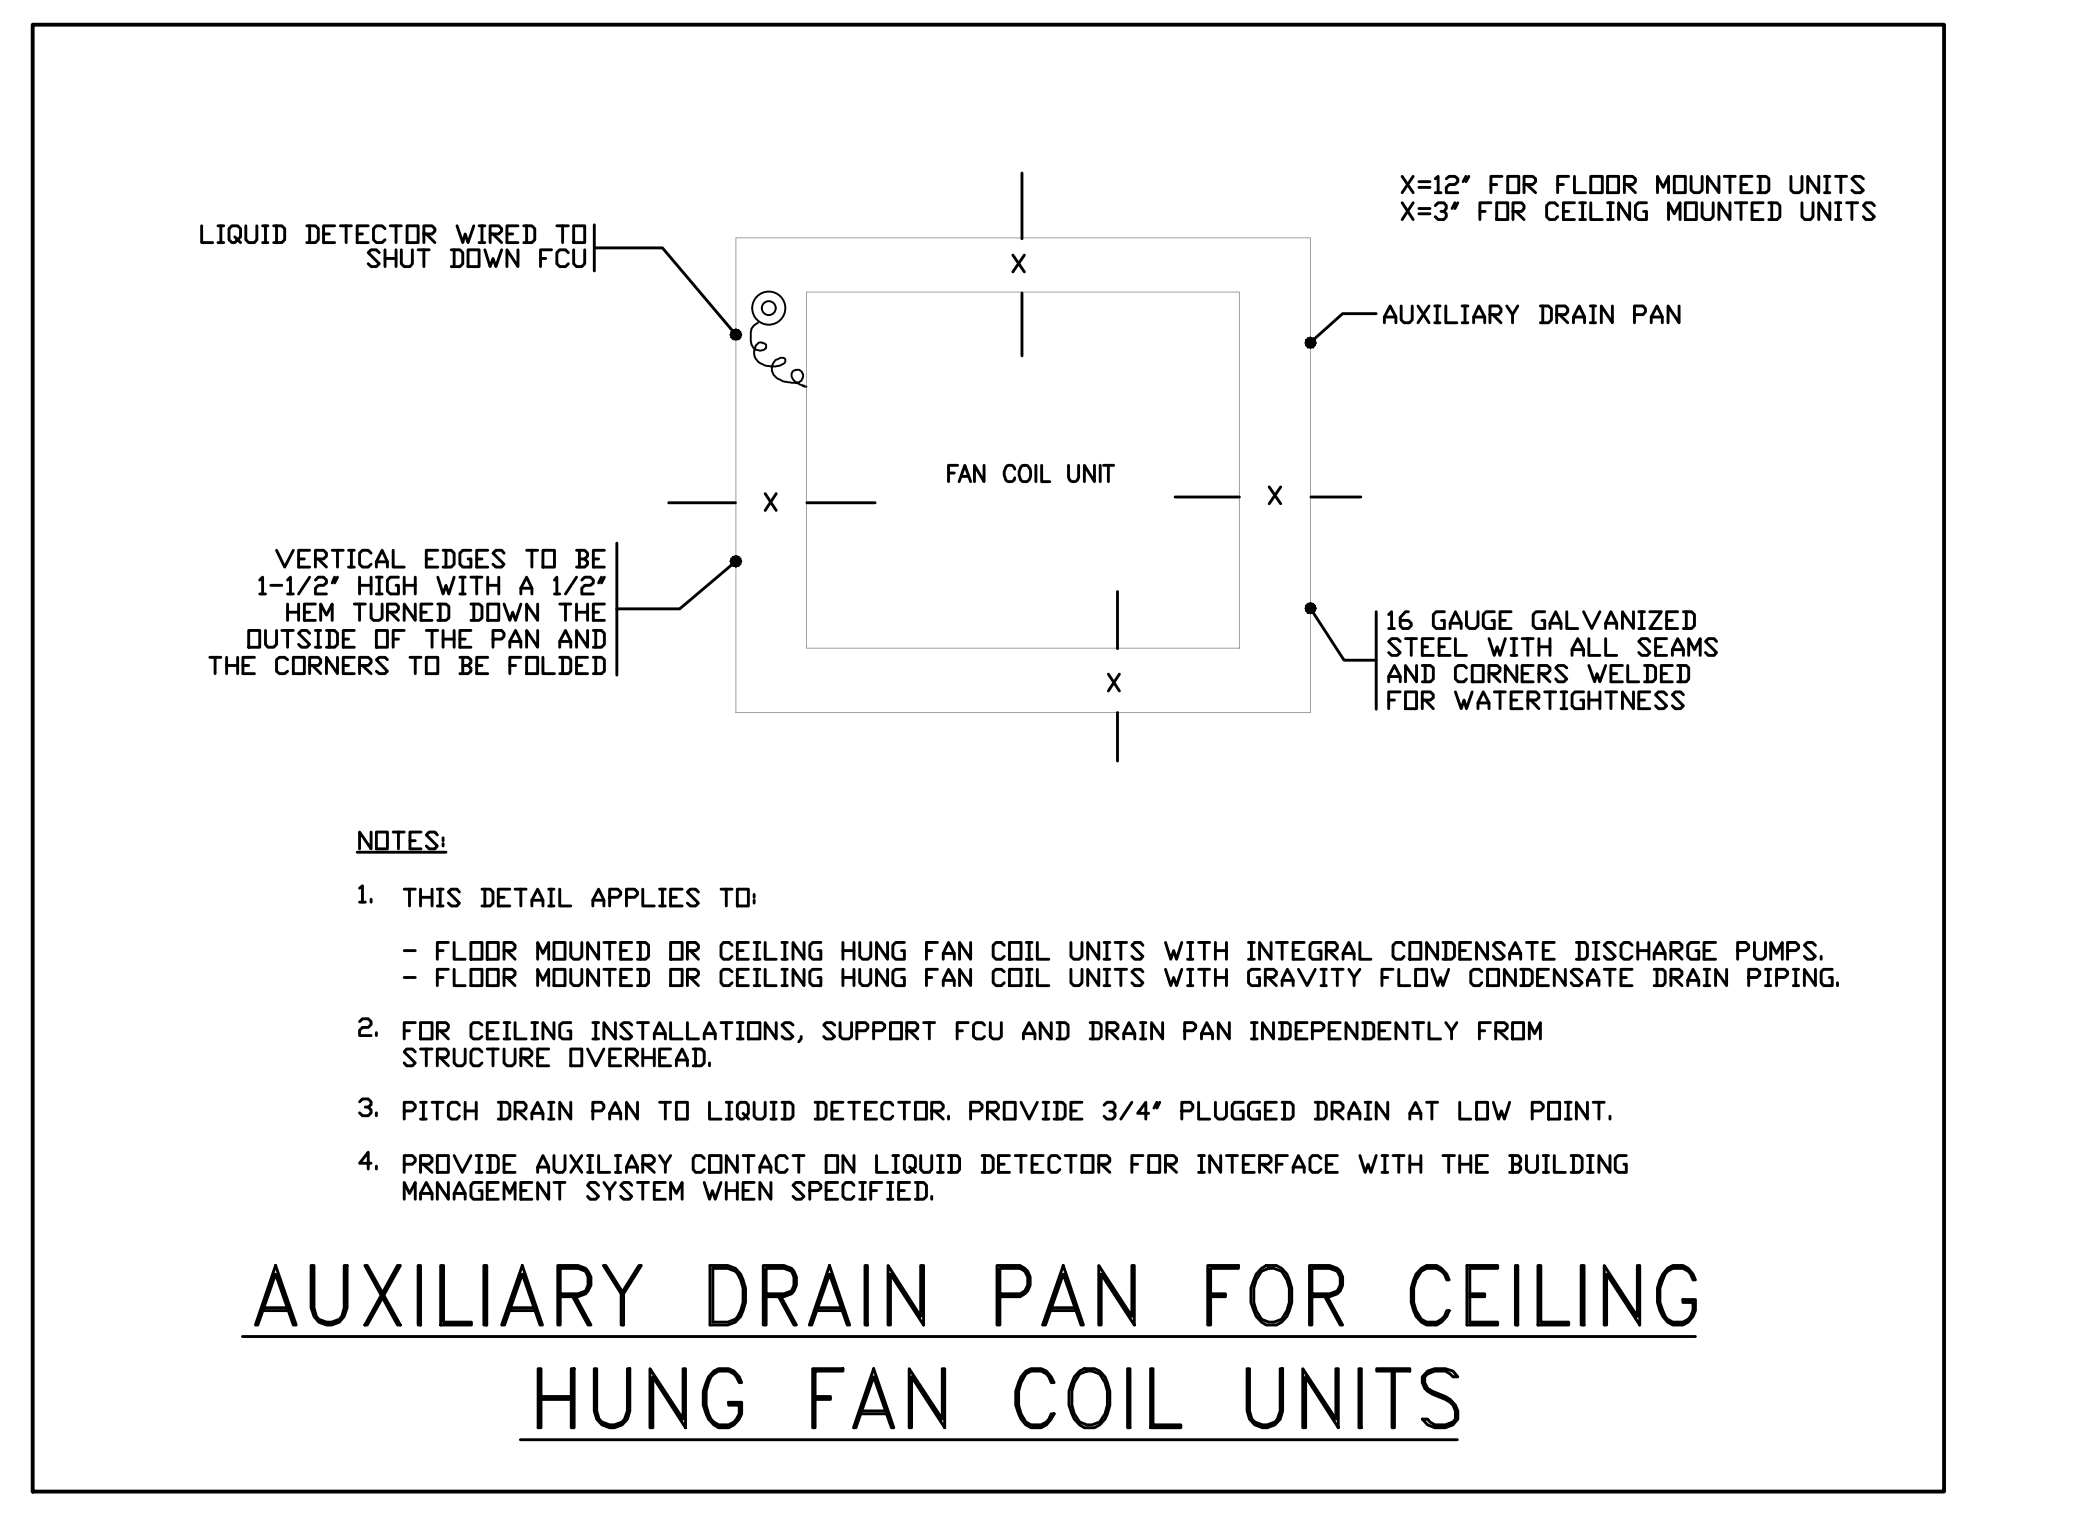 X=12" FOR FLOOR MOUNTED UNITS
X=3" FOR CEILING MOUNTED UNITS
LIQUID DETECTOR WIRED TO
SHUT DOWN FCU
X
AUXILIARY DRAIN PAN
FAN COIL UNIT
X
X
VERTICAL EDGES TO BE
1-1/2" HIGH WITH A 1/2"
HEM TURNED DOWN THE
OUTSIDE OF THE PAN AND
THE CORNERS TO BE FOLDED
16 GAUGE GALVANIZED
STEEL WITH ALL SEAMS
AND CORNERS WELDED
FOR WATERTIGHTNESS
X
NOTES:
1. THIS DETAIL APPLIES TO:
- FLOOR MOUNTED OR CEILING HUNG FAN COIL UNITS WITH INTEGRAL CONDENSATE DISCHARGE PUMPS.
- FLOOR MOUNTED OR CEILING HUNG FAN COIL UNITS WITH GRAVITY FLOW CONDENSATE DRAIN PIPING.
2. FOR CEILING INSTALLATIONS, SUPPORT FCU AND DRAIN PAN INDEPENDENTLY FROM
STRUCTURE OVERHEAD.
3. PITCH DRAIN PAN TO LIQUID DETECTOR. PROVIDE 3/4" PLUGGED DRAIN AT LOW POINT.
4. PROVIDE AUXILIARY CONTACT ON LIQUID DETECTOR FOR INTERFACE WITH THE BUILDING
MANAGEMENT SYSTEM WHEN SPECIFIED.
AUXILIARY DRAIN PAN FOR CEILING
HUNG FAN COIL UNITS